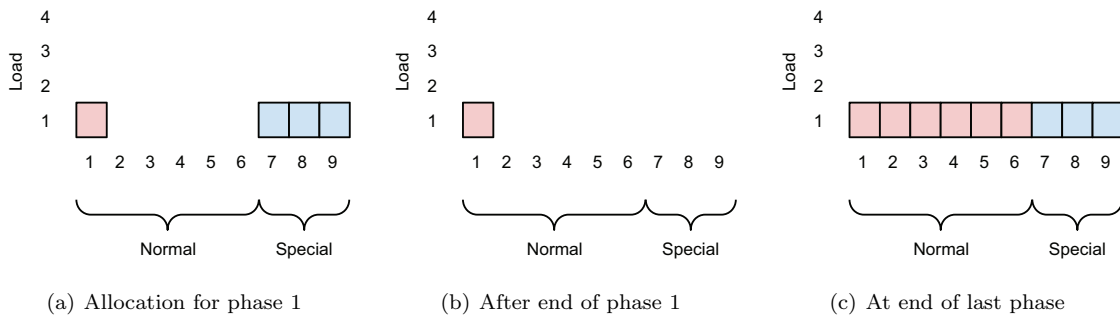 Load
4
3
2
1
1 2 3 4 5 6 7 8 9
Normal
Special
(a) Allocation for phase 1
Load
4
3
2
1
1 2 3 4 5 6 7 8 9
Normal
Special
(b) After end of phase 1
Load
4
3
2
1
1 2 3 4 5 6 7 8 9
Normal
Special
(c) At end of last phase